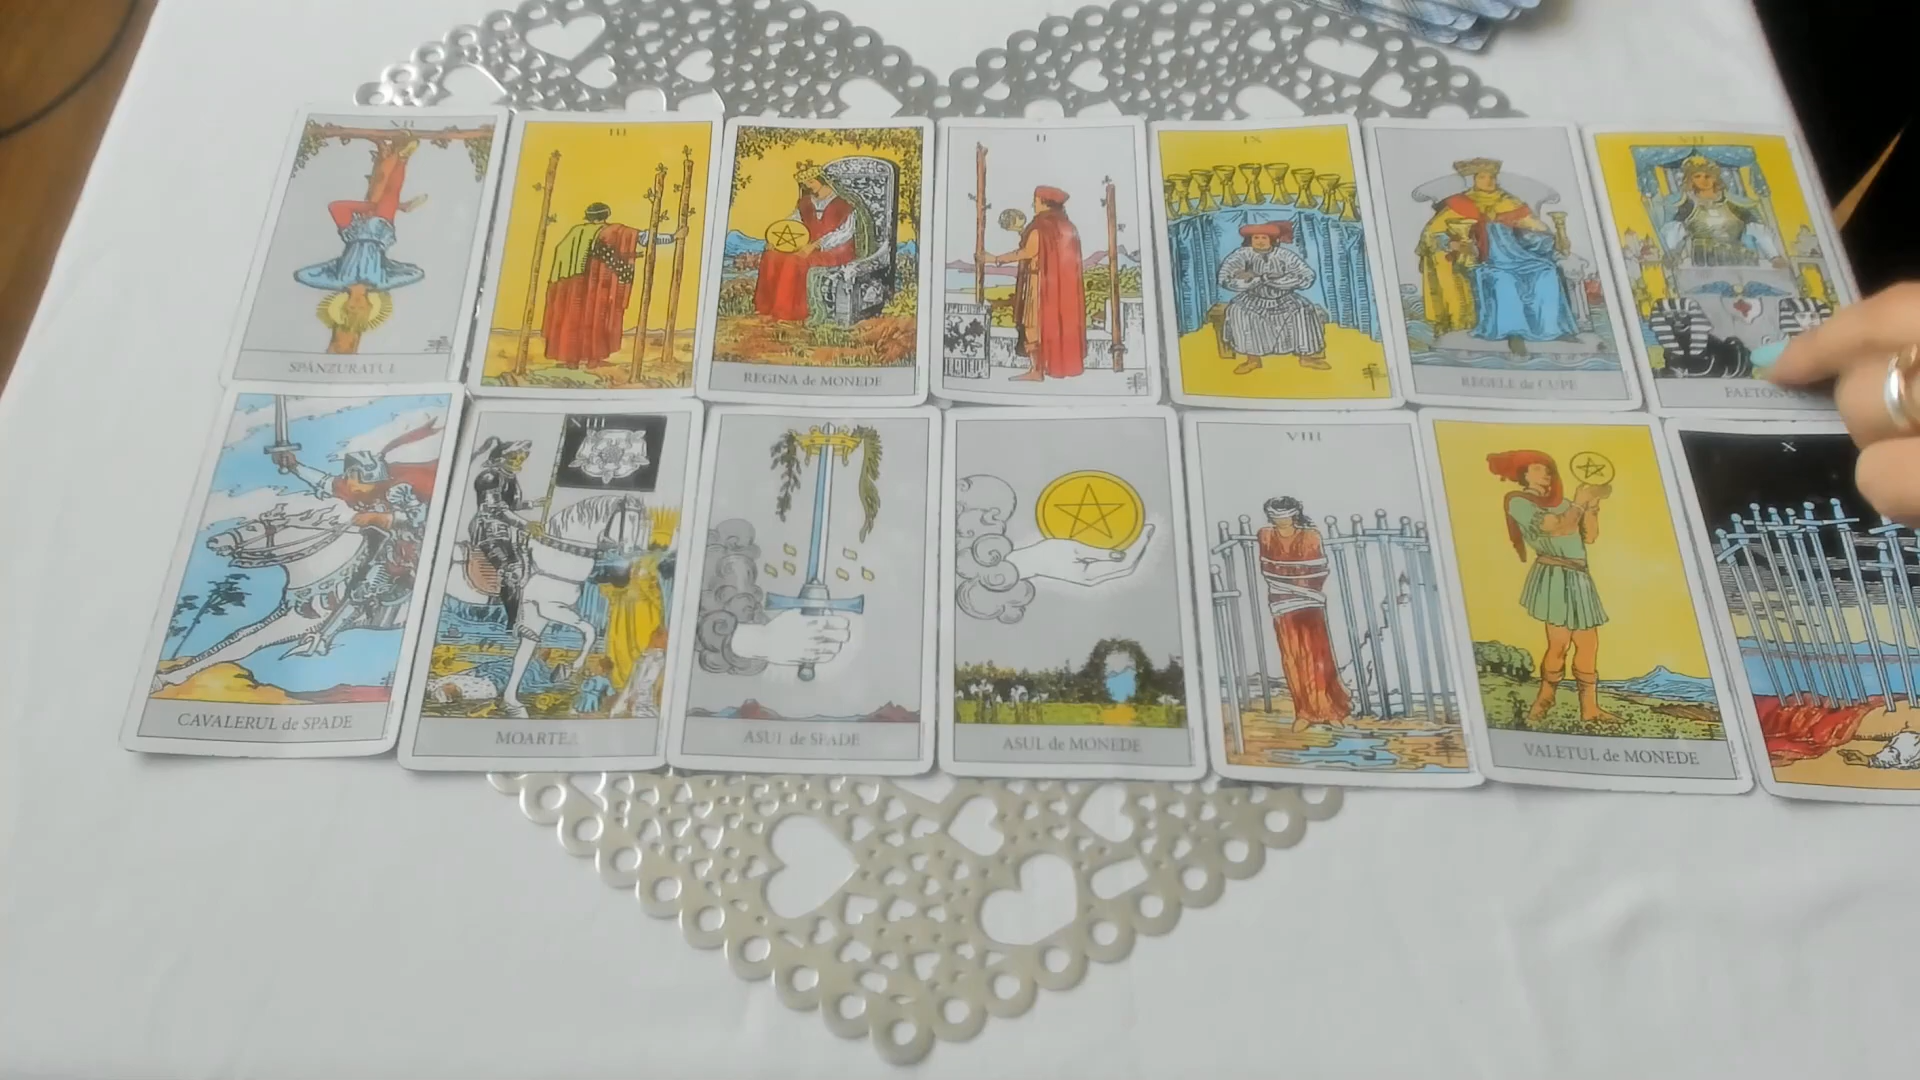 XII
III
II
IX
VII
SPÂNZURATUL
REGINA de MONEDE
REGELE de CUPE
XIII
VIII
X
CAVALERUL de SPADE
MOARTEA
ASUL de SPADE
ASUL de MONEDE
VALETUL de MONEDE